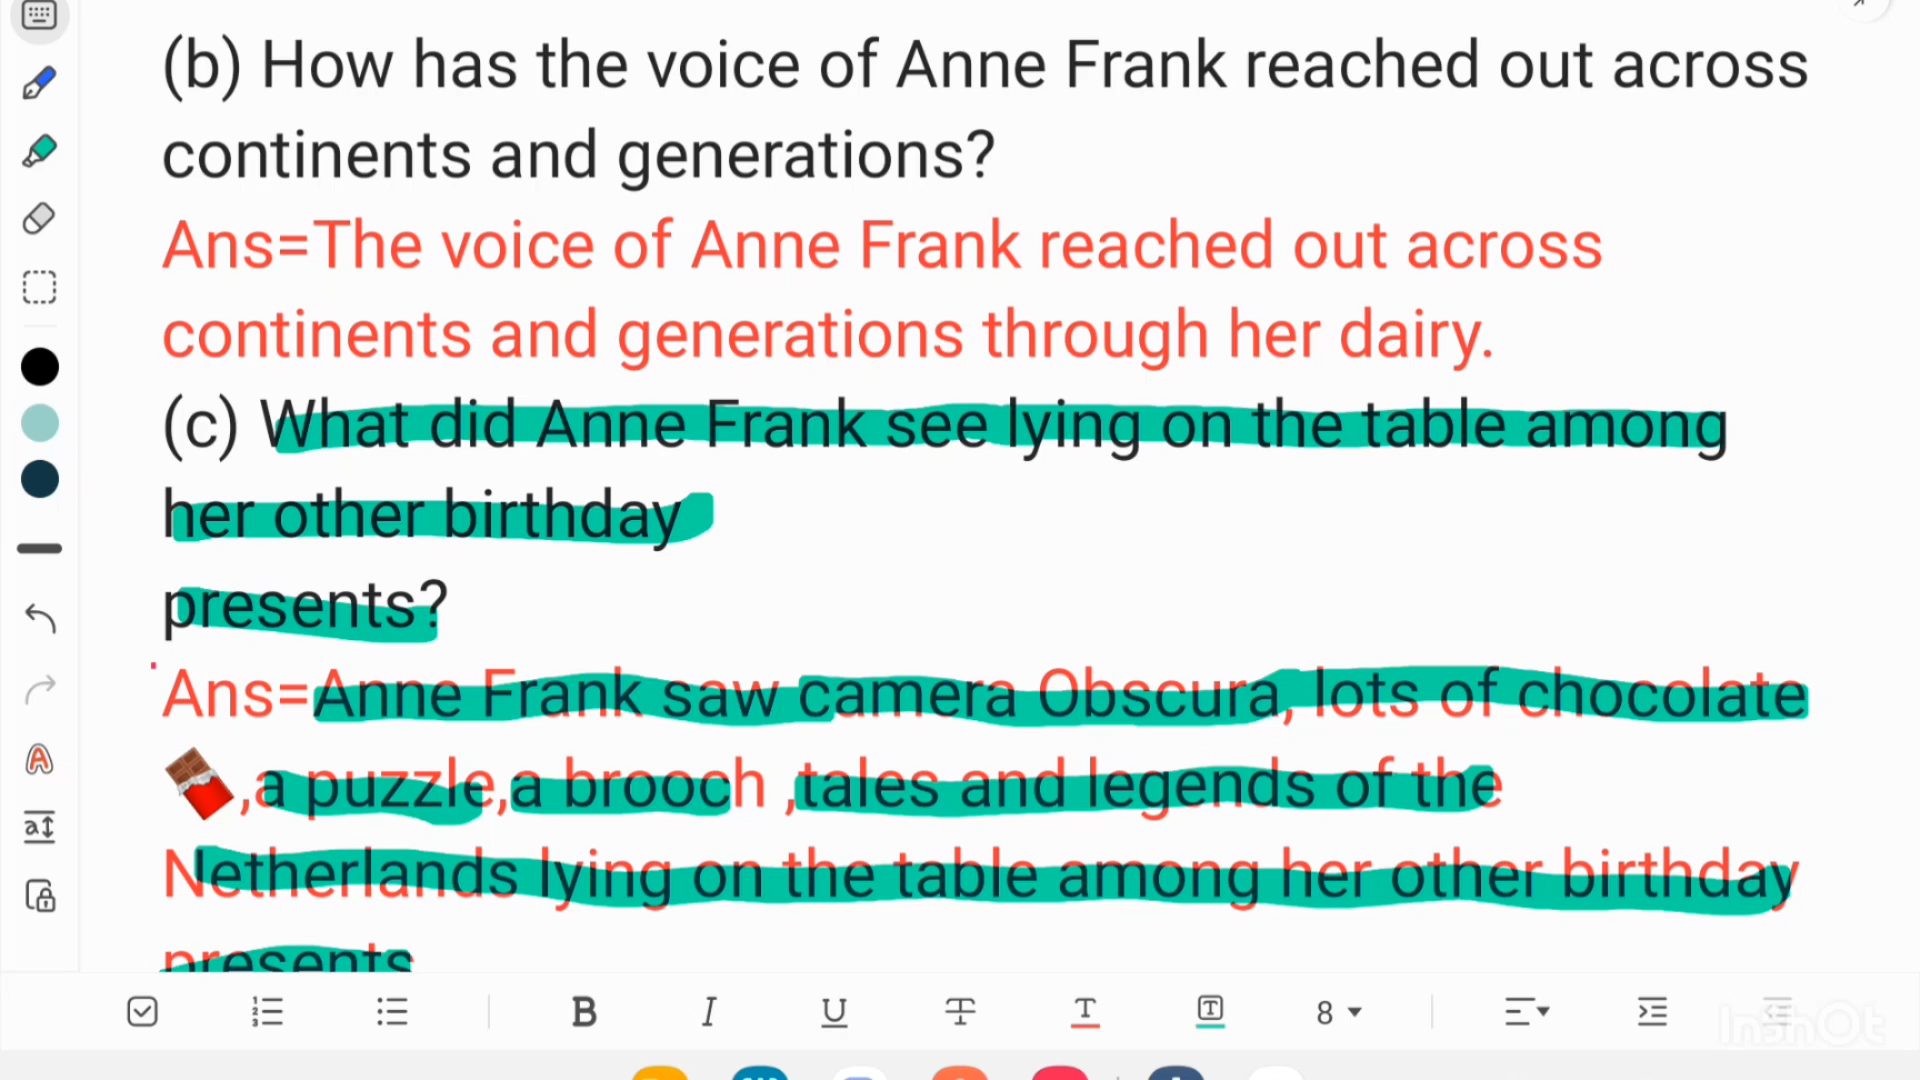 (b) How has the voice of Anne Frank reached out across
continents and generations?
Ans=The voice of Anne Frank reached out across
continents and generations through her dairy.
(c) What did Anne Frank see lying on the table among
her other birthday
presents?
Ans=Anne Frank saw camera Obscura, lots of chocolate
🍫,a puzzle,a brooch ,tales and legends of the
Netherlands lying on the table among her other birthday
presents
B I U T T T 8
InShOt